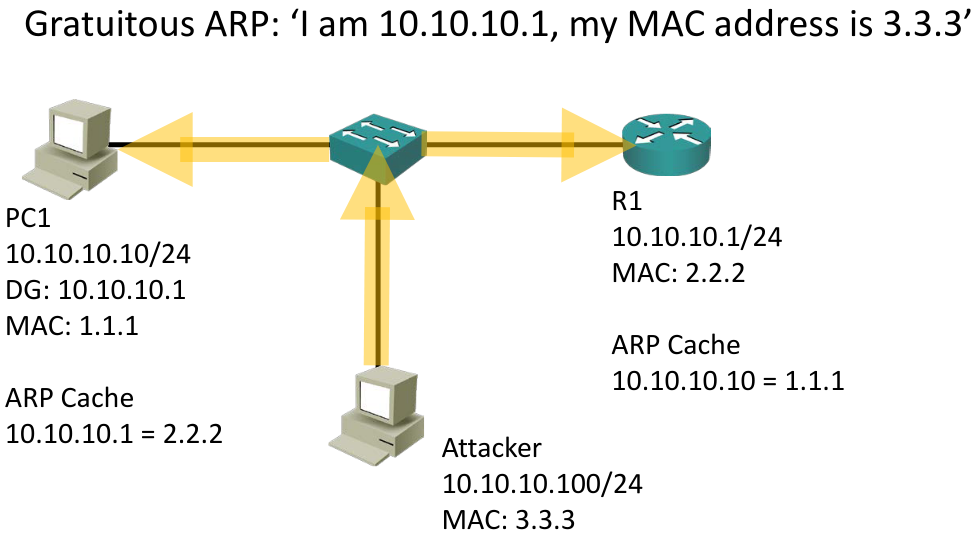 Gratuitous ARP: ‘I am 10.10.10.1, my MAC address is 3.3.3’
PC1
10.10.10.10/24
DG: 10.10.10.1
MAC: 1.1.1
ARP Cache
10.10.10.1 = 2.2.2
R1
10.10.10.1/24
MAC: 2.2.2
ARP Cache
10.10.10.10 = 1.1.1
Attacker
10.10.10.100/24
MAC: 3.3.3